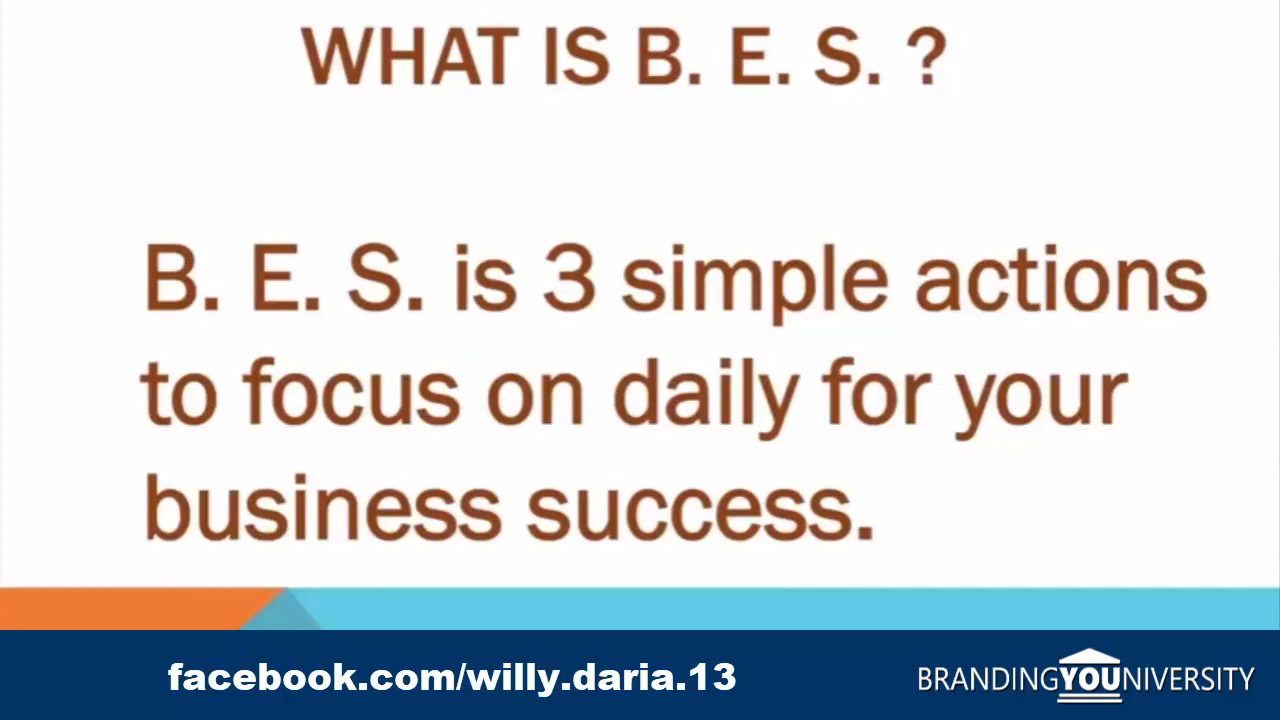 WHAT IS B. E. S. ?
B. E. S. is 3 simple actions
to focus on daily for your
business success.
facebook.com/willy.daria.13
BRANDINGYOUNIVERSITY